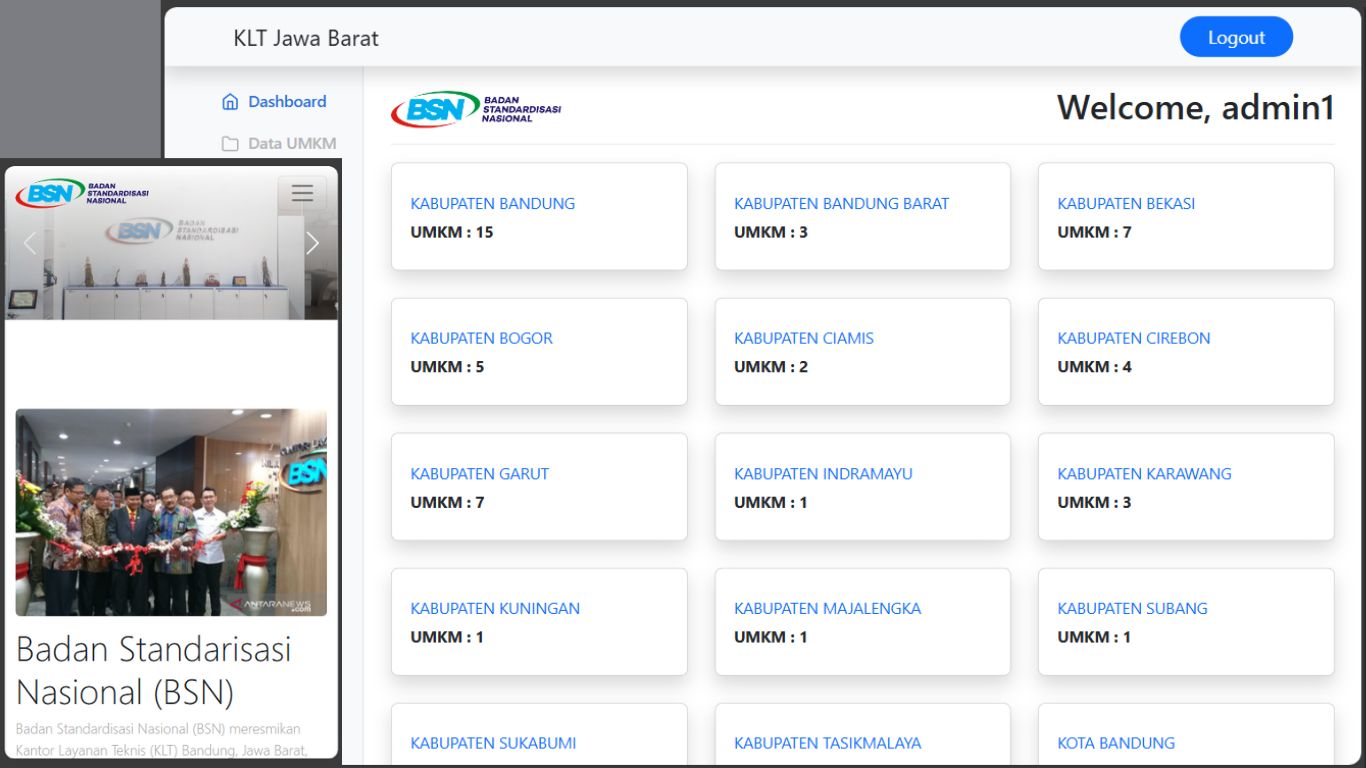 KLT Jawa Barat
Logout
Dashboard
Data UMKM
BSN BADAN
STANDARDISASI
NASIONAL
Welcome, admin1
KABUPATEN BANDUNG
UMKM : 15
KABUPATEN BANDUNG BARAT
UMKM : 3
KABUPATEN BEKASI
UMKM : 7
KABUPATEN BOGOR
UMKM : 5
KABUPATEN CIAMIS
UMKM : 2
KABUPATEN CIREBON
UMKM : 4
KABUPATEN GARUT
UMKM : 7
KABUPATEN INDRAMAYU
UMKM : 1
KABUPATEN KARAWANG
UMKM : 3
KABUPATEN KUNINGAN
UMKM : 1
KABUPATEN MAJALENGKA
UMKM : 1
KABUPATEN SUBANG
UMKM : 1
KABUPATEN SUKABUMI
KABUPATEN TASIKMALAYA
KOTA BANDUNG
BSN BADAN
STANDARDISASI
NASIONAL
BSN BADAN
STANDARDISASI
NASIONAL
BSN
ANTARANEWS
.com
Badan Standarisasi
Nasional (BSN)
Badan Standardisasi Nasional (BSN) meresmikan
Kantor Layanan Teknis (KLT) Bandung, Jawa Barat,